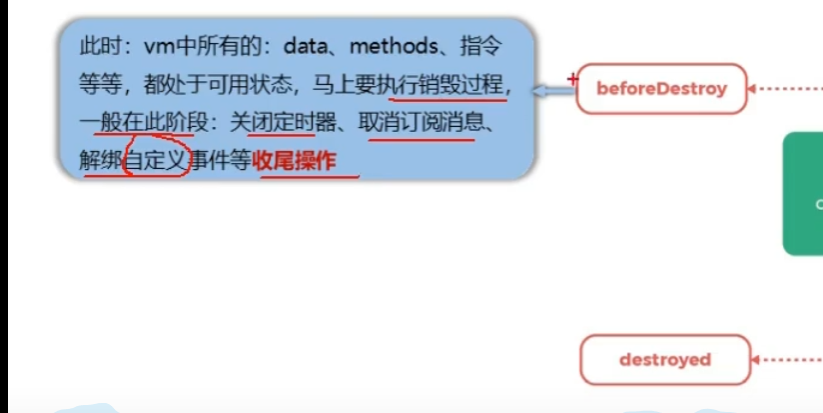 此时：vm中所有的：data、methods、指令
等等，都处于可用状态，马上要执行销毁过程，
一般在此阶段：关闭定时器、取消订阅消息、
解绑自定义事件等收尾操作
beforeDestroy
destroyed